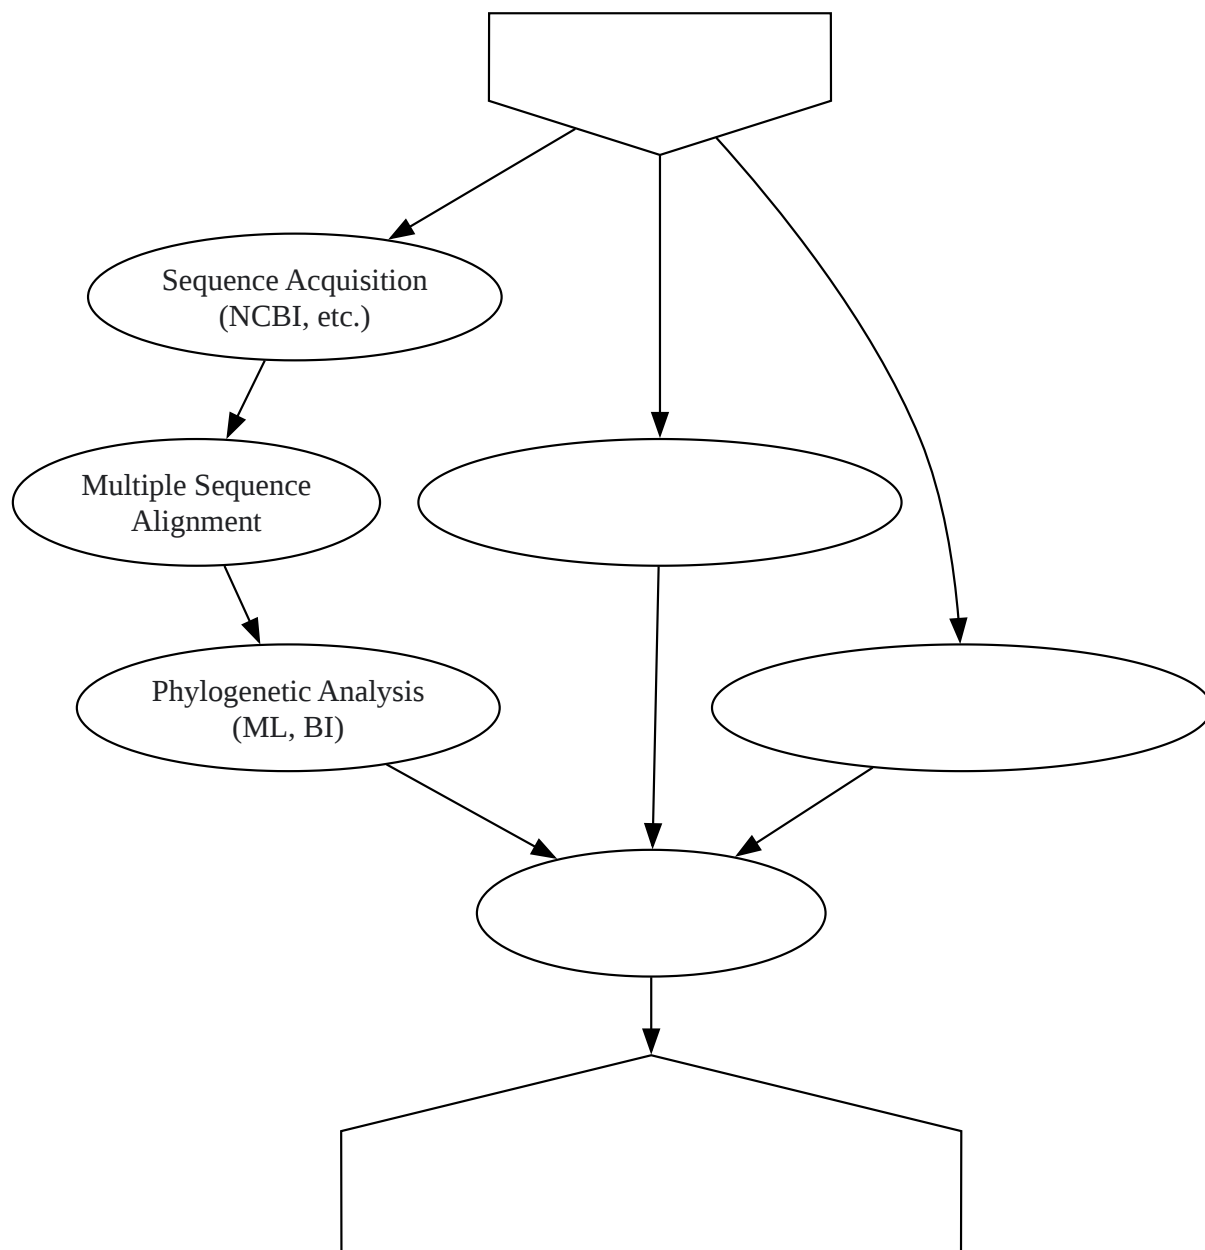 Sequence Acquisition
(NCBI, etc.)
Multiple Sequence
Alignment
Phylogenetic Analysis
(ML, BI)